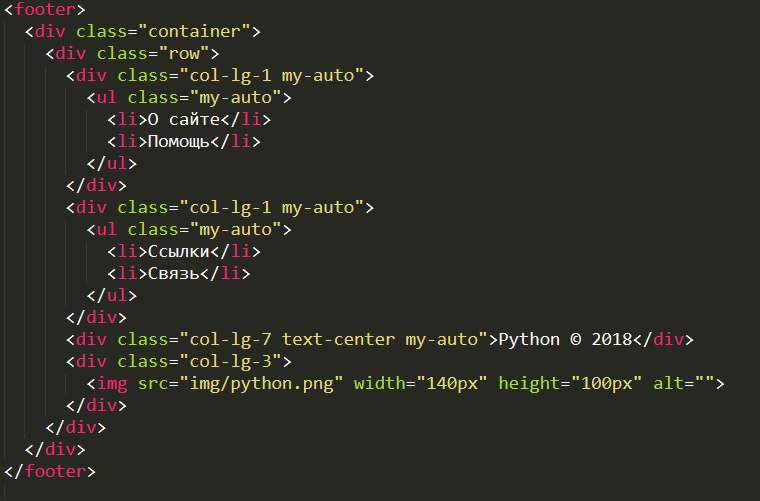 <footer>
<div class="container">
<div class="row">
<div class="col-lg-1 my-auto">
<ul class="my-auto">
<li>О сайте</li>
<li>Помощь</li>
</ul>
</div>
<div class="col-lg-1 my-auto">
<ul class="my-auto">
<li>Ссылки</li>
<li>Связь</li>
</ul>
</div>
<div class="col-lg-7 text-center my-auto">Python © 2018</div>
<div class="col-lg-3">
<img src="img/python.png" width="140px" height="100px" alt="">
</div>
</div>
</div>
</footer>